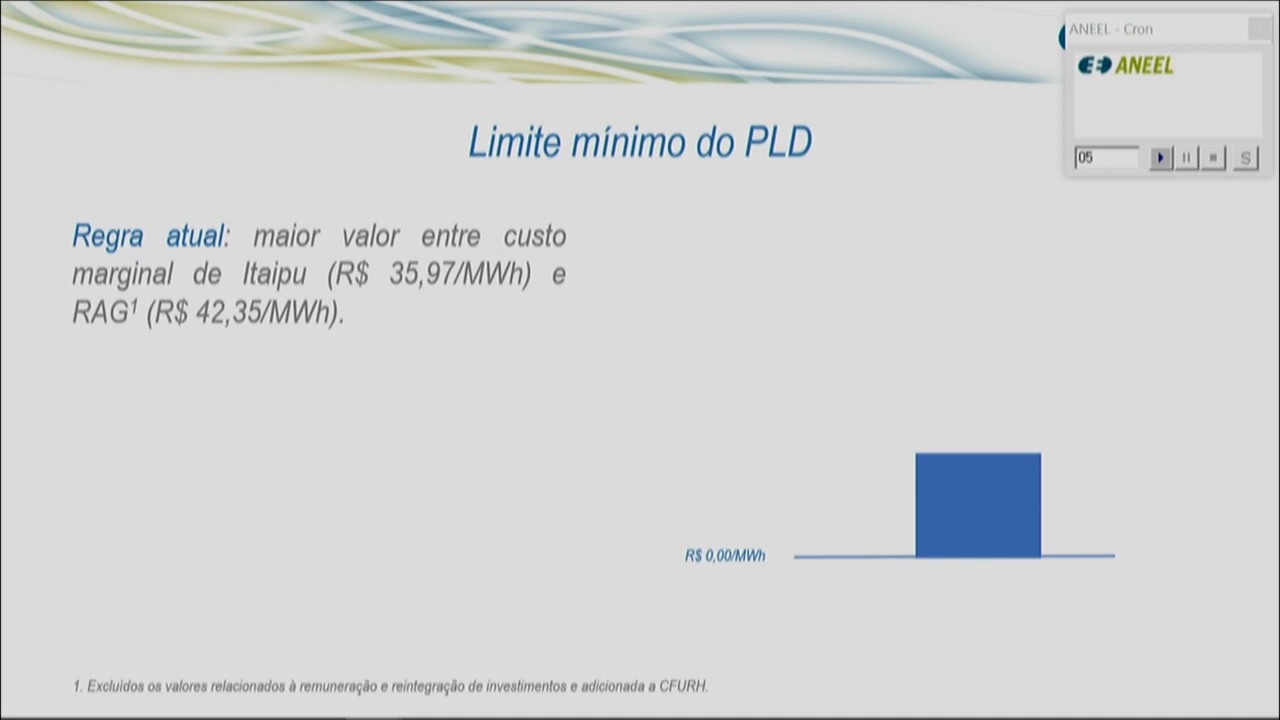 ANEEL - Cron
ANEEL
05
S
Limite mínimo do PLD
Regra atual: maior valor entre custo
marginal de Itaipu (R$ 35,97/MWh) e
RAG¹ (R$ 42,35/MWh).
R$ 0,00/MWh
1. Excluídos os valores relacionados à remuneração e reintegração de investimentos e adicionada a CFURH.